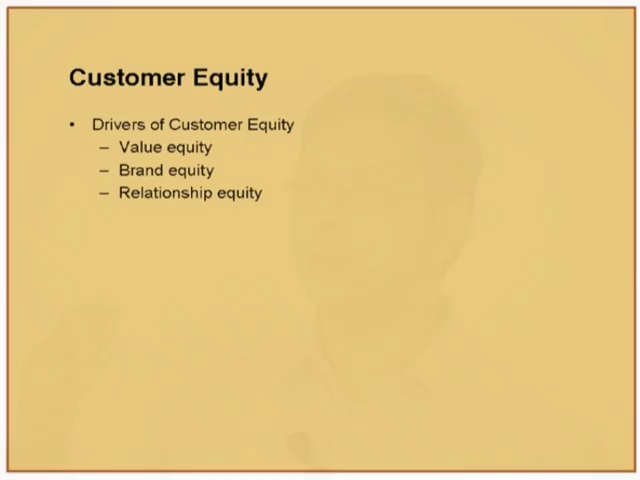 Customer Equity
• Drivers of Customer Equity
– Value equity
– Brand equity
– Relationship equity